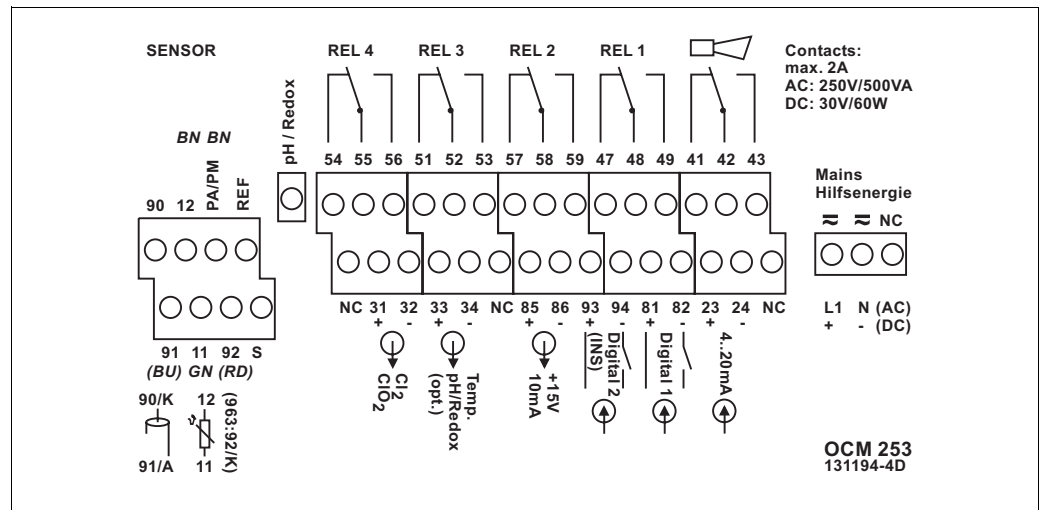 SENSOR
REL 4 REL 3 REL 2 REL 1
Contacts:
max. 2A
AC: 250V/500VA
DC: 30V/60W
pH / Redox
BN BN
90 12 PA/PM REF
54 55 56 51 52 53 57 58 59 47 48 49 41 42 43
Mains
Hilfsenergie
≂ ≂ NC
L1 N (AC)
+ - (DC)
NC 31 32 33 34 NC 85 86 93 94 81 82 23 24 NC
+ - + - + - + - + - + -
Cl2
ClO2
Temp.
pH/Redox
(opt.)
+15V
10mA
Digital 2
(INS)
Digital 1
4..20mA
91 11 92 S
(BU) GN (RD)
90/K 12
ϑ
91/A 11
(963:92/K)
OCM 253
131194-4D